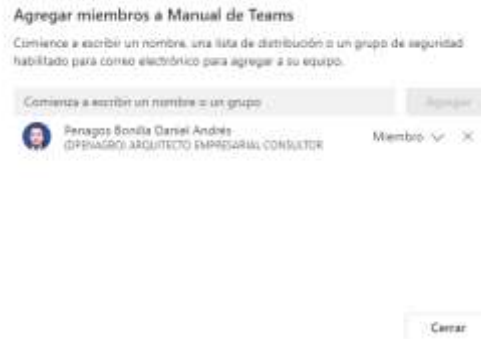 Agregar miembros a Manual de Teams
Comience a escribir un nombre, una lista de distribución o un grupo de seguridad
habilitado para correo electrónico para agregar a su equipo.
Comienza a escribir un nombre o un grupo
Agregar
Penagos Bonilla Daniel Andrés
Miembro
(DPENAGBO) ARQUITECTO EMPRESARIAL CONSULTOR
Cerrar